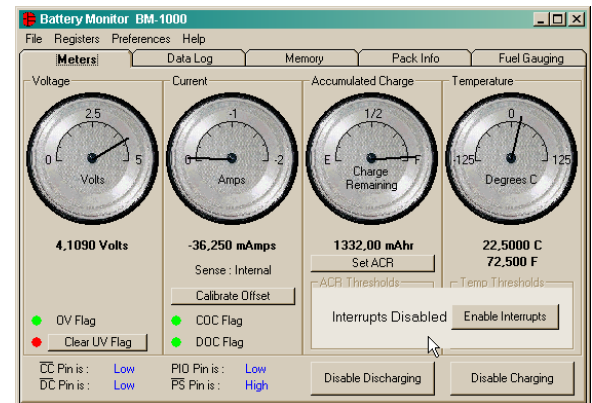 Battery Monitor BM-1000
File Registers Preferences Help
Meters Data Log Memory Pack Info Fuel Gauging
Voltage
2.5
0 5
Volts
4,1090 Volts
OV Flag
Clear UV Flag
Current
-1
0 -2
Amps
-36,250 mAmps
Sense : Internal
Calibrate Offset
COC Flag
DOC Flag
Accumulated Charge
1/2
E F
Charge
Remaining
1332,00 mAhr
Set ACR
ACR Thresholds
Temperature
0
-125 125
Degrees C
22,5000 C
72,500 F
Temp Thresholds
Interrupts Disabled Enable Interrupts
CC Pin is : Low PIO Pin is : Low
DC Pin is : Low PS Pin is : High
Disable Discharging Disable Charging